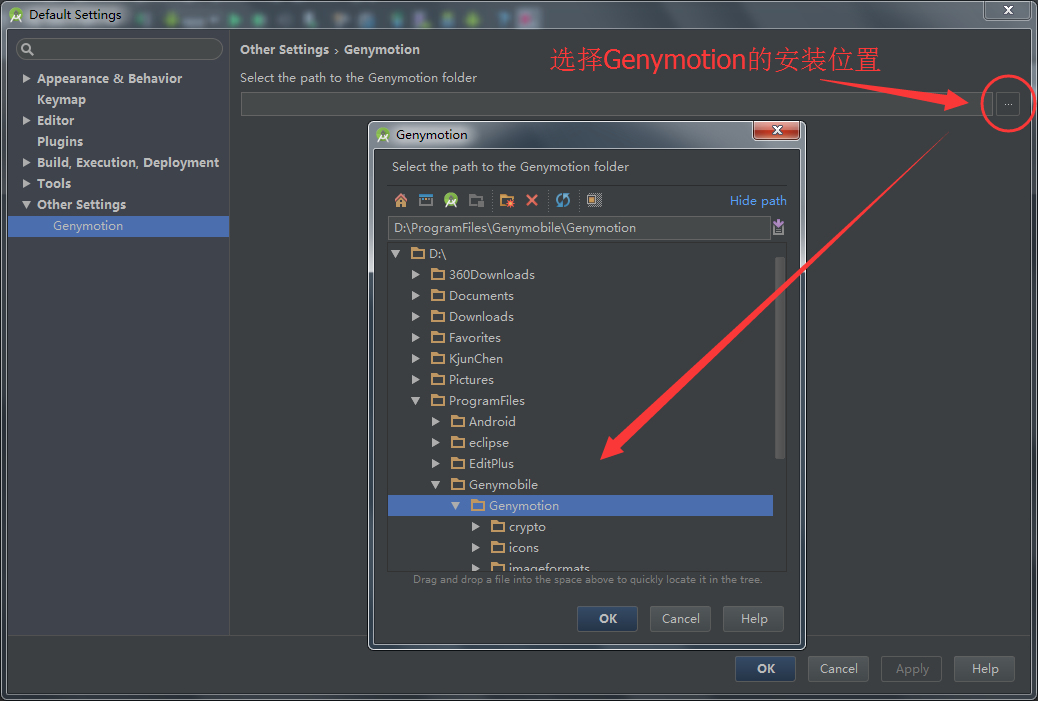 Default Settings
Other Settings › Genymotion
选择Genymotion的安装位置
Select the path to the Genymotion folder
...
Appearance & Behavior
Keymap
Editor
Plugins
Build, Execution, Deployment
Tools
Other Settings
Genymotion
Genymotion
Select the path to the Genymotion folder
Hide path
D:\ProgramFiles\Genymobile\Genymotion
D:\
360Downloads
Documents
Downloads
Favorites
KjunChen
Pictures
ProgramFiles
Android
eclipse
EditPlus
Genymobile
Genymotion
crypto
icons
imageformats
Drag and drop a file into the space above to quickly locate it in the tree.
OK Cancel Help
OK Cancel Apply Help